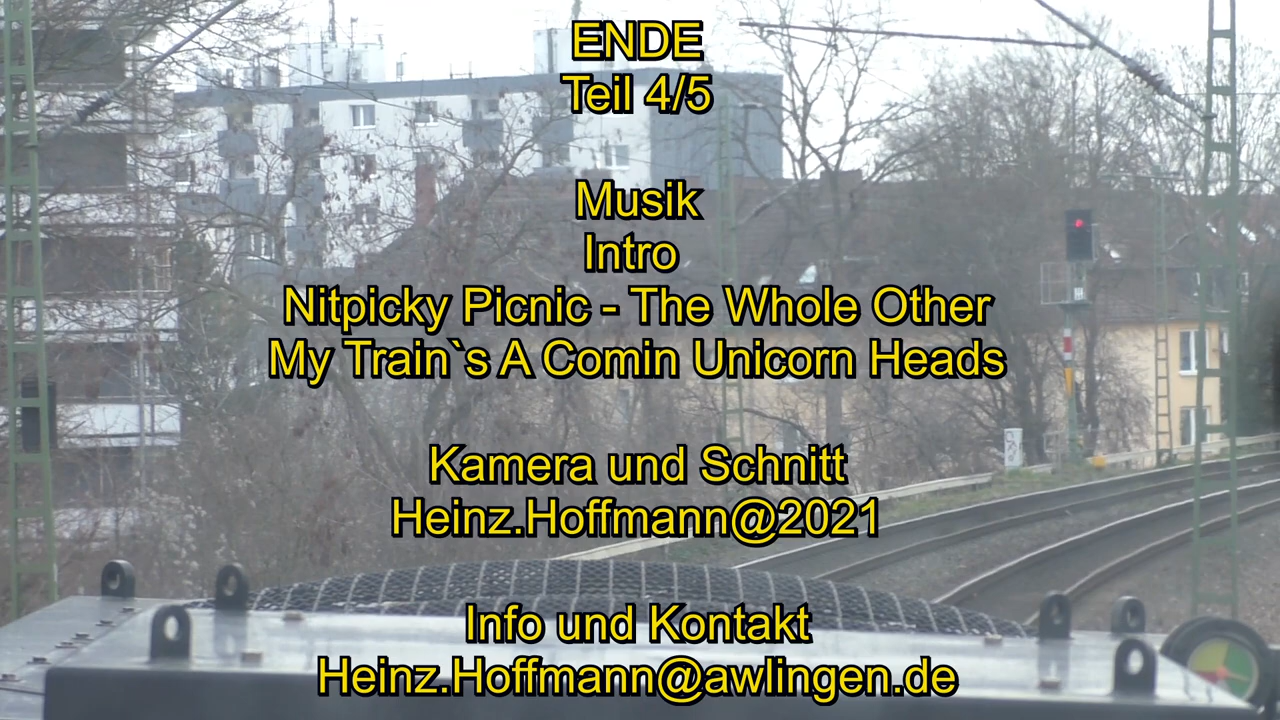 ENDE
Teil 4/5
Musik
Intro
Nitpicky Picnic - The Whole Other
My Train`s A Comin Unicorn Heads
Kamera und Schnitt
Heinz.Hoffmann@2021
Info und Kontakt
Heinz.Hoffmann@awlingen.de